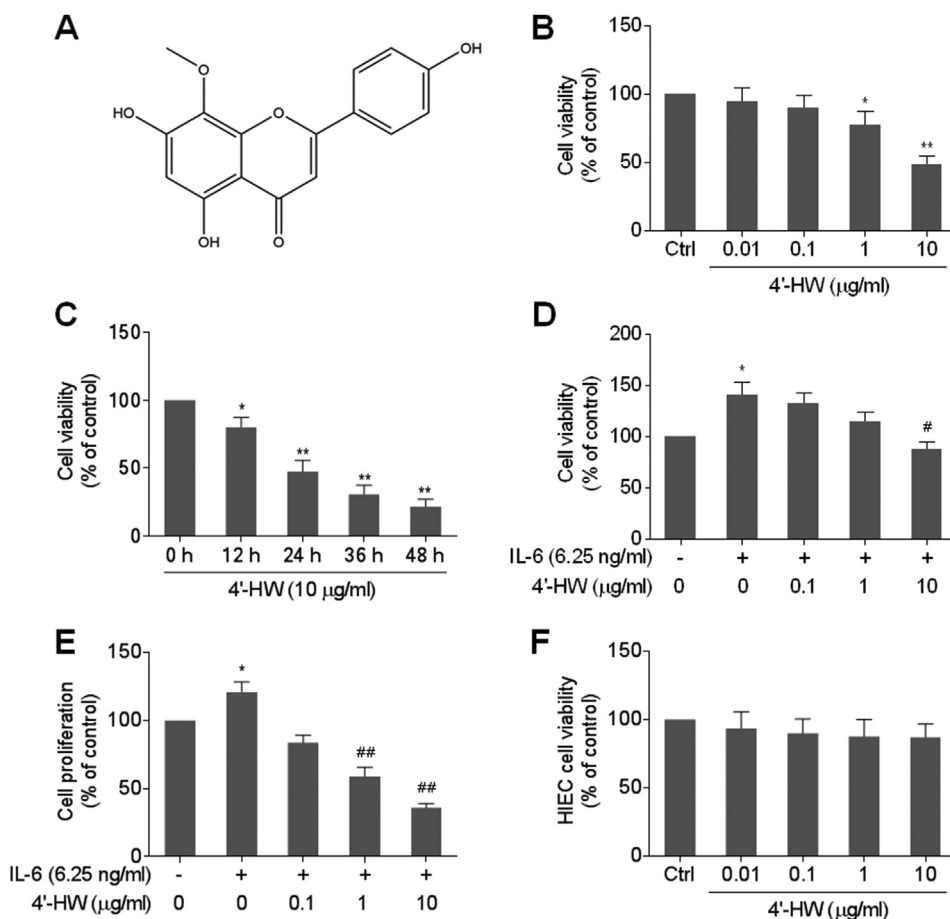 A
O
HO
O
OH
OH
O
B
Cell viability
(% of control)
150
100
50
0
*
**
Ctrl 0.01 0.1 1 10
4'-HW (μg/ml)
C
Cell viability
(% of control)
150
100
50
0
*
**
**
**
0 h 12 h 24 h 36 h 48 h
4'-HW (10 μg/ml)
D
Cell viability
(% of control)
200
150
100
50
0
*
#
IL-6 (6.25 ng/ml) - + + + +
4'-HW (μg/ml) 0 0 0.1 1 10
E
Cell proliferation
(% of control)
150
100
50
0
*
##
##
IL-6 (6.25 ng/ml) - + + + +
4'-HW (μg/ml) 0 0 0.1 1 10
F
HIEC cell viability
(% of control)
150
100
50
0
Ctrl 0.01 0.1 1 10
4'-HW (μg/ml)